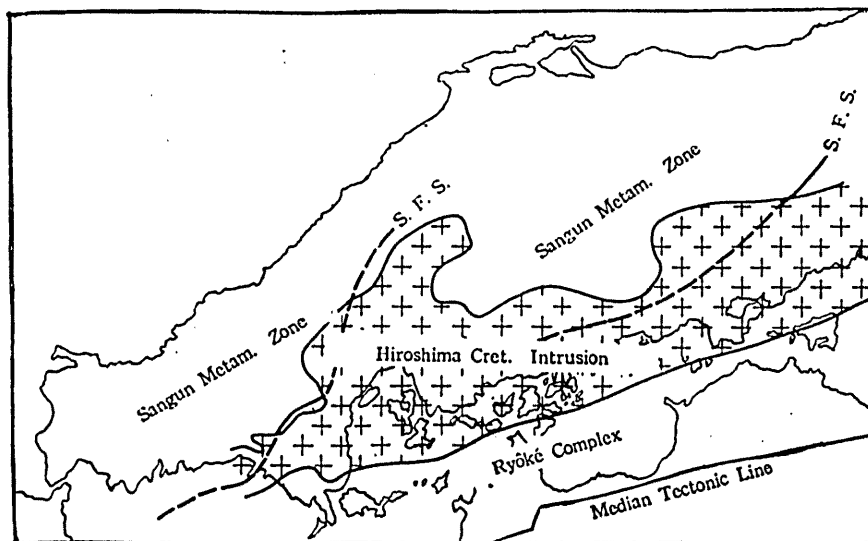 S. F. S.
S. F. S.
Sangun Metam. Zone
Sangun Metam. Zone
Hiroshima Cret. Intrusion
Ryôké Complex
Median Tectonic Line